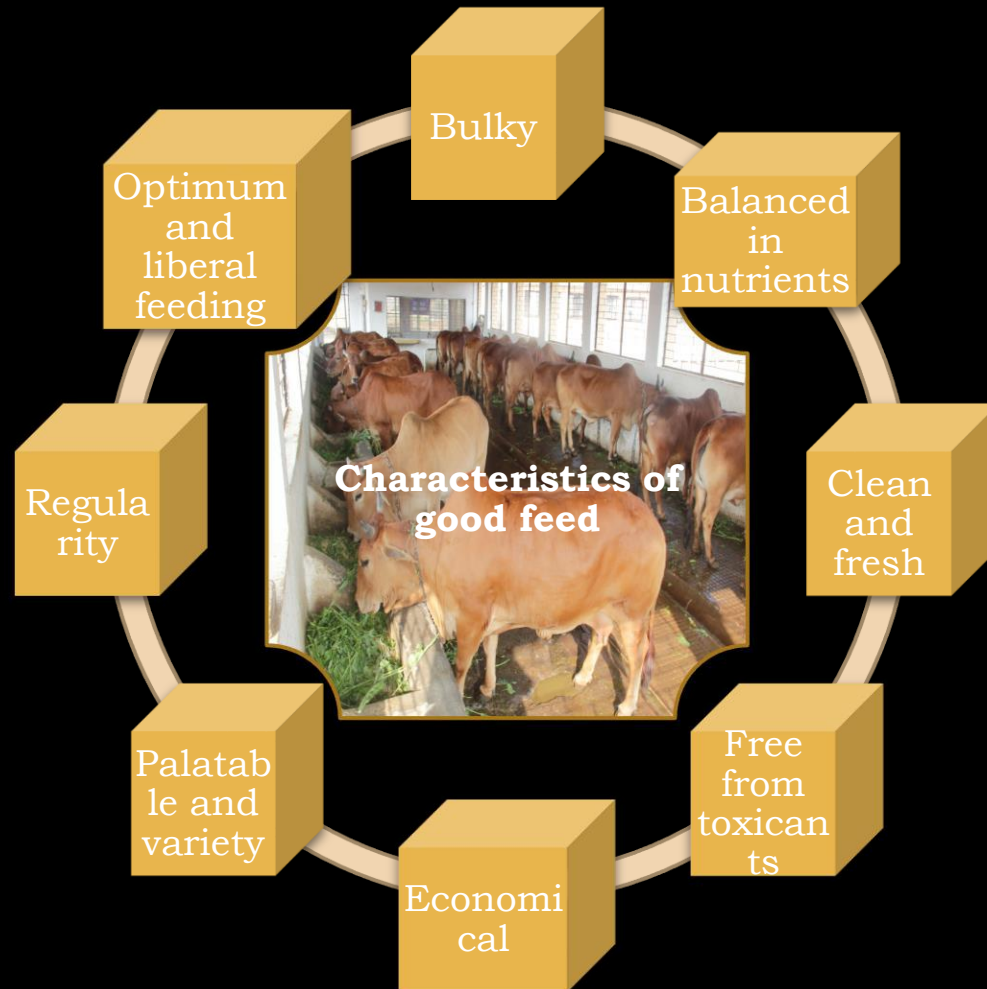 Bulky
Balanced
in
nutrients
Clean
and
fresh
Free
from
toxican
ts
Economi
cal
Palatab
le and
variety
Regula
rity
Optimum
and
liberal
feeding
Characteristics of
good feed